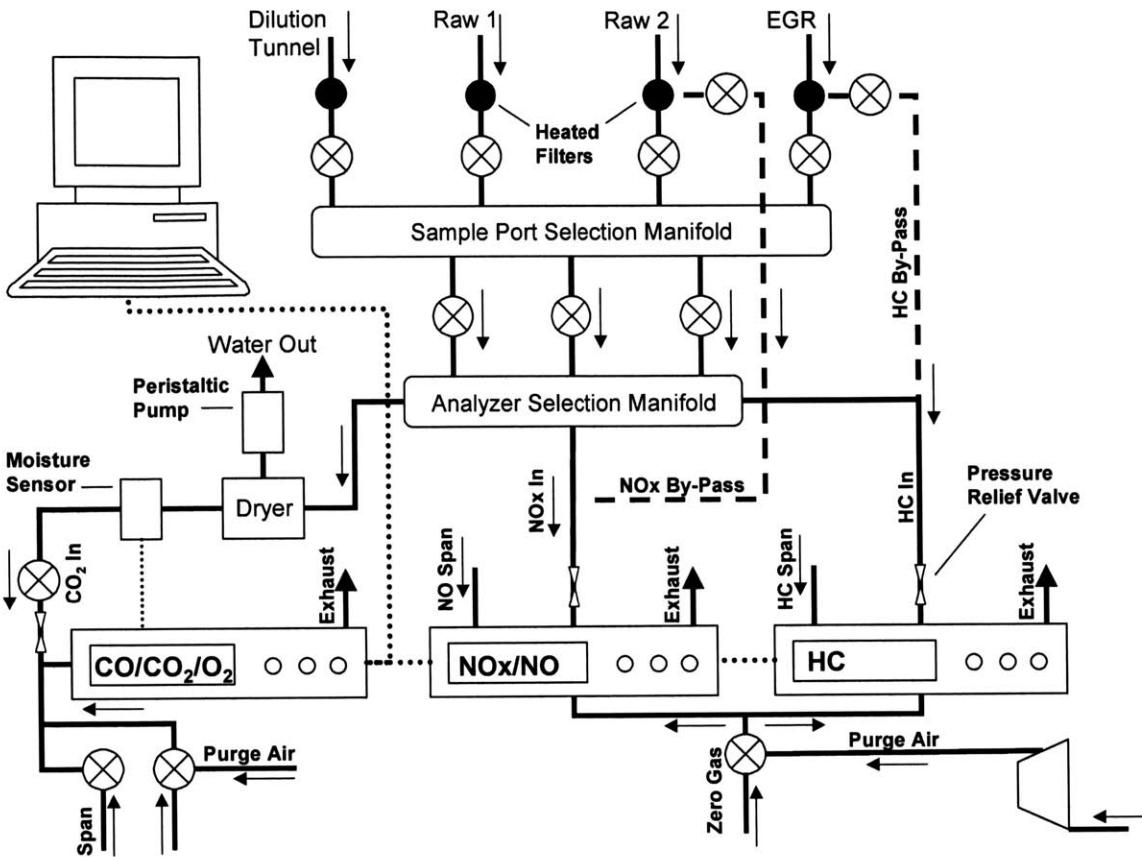 Dilution
Tunnel
Raw 1
Raw 2
EGR
Heated
Filters
Sample Port Selection Manifold
HC By-Pass
Water Out
Peristaltic
Pump
Analyzer Selection Manifold
Moisture
Sensor
Dryer
NOx In
NOx By-Pass
HC In
Pressure
Relief Valve
CO₂ In
Exhaust
NO Span
Exhaust
HC Span
Exhaust
CO/CO₂/O₂
NOx/NO
HC
Purge Air
Span
Zero Gas
Purge Air